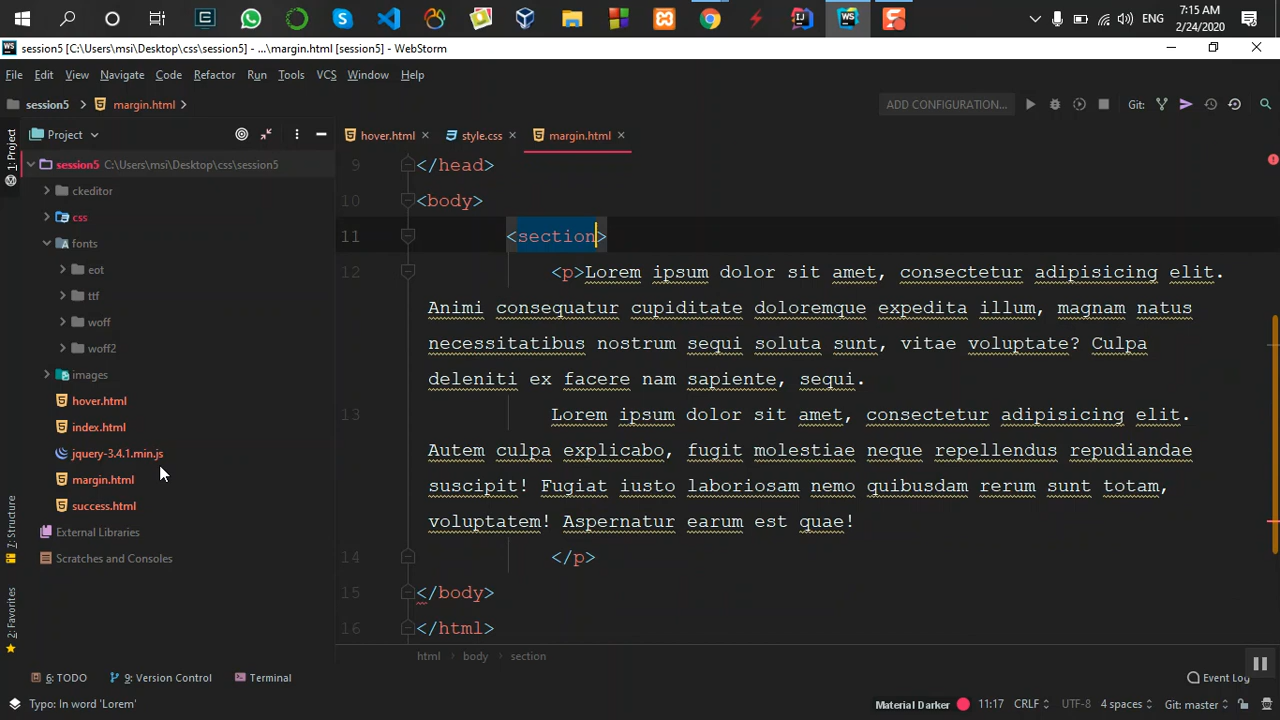 ENG
7:15 AM
2/24/2020
session5 [C:\Users\msi\Desktop\css\session5] - ...\margin.html [session5] - WebStorm
File Edit View Navigate Code Refactor Run Tools VCS Window Help
session5 margin.html
ADD CONFIGURATION... Git:
Project
hover.html style.css margin.html
1: Project
session5 C:\Users\msi\Desktop\css\session5
ckeditor
css
fonts
eot
ttf
woff
woff2
images
hover.html
index.html
jquery-3.4.1.min.js
margin.html
success.html
External Libraries
Scratches and Consoles
7: Structure
2: Favorites
9 </head>
10 <body>
11 <section>
12 <p>Lorem ipsum dolor sit amet, consectetur adipisicing elit.
Animi consequatur cupiditate doloremque expedita illum, magnam natus
necessitatibus nostrum sequi soluta sunt, vitae voluptate? Culpa
deleniti ex facere nam sapiente, sequi.
13 Lorem ipsum dolor sit amet, consectetur adipisicing elit.
Autem culpa explicabo, fugit molestiae neque repellendus repudiandae
suscipit! Fugiat iusto laboriosam nemo quibusdam rerum sunt totam,
voluptatem! Aspernatur earum est quae!
14 </p>
15 </body>
16 </html>
html body section
6: TODO 9: Version Control Terminal Event Log
Typo: In word 'Lorem' Material Darker 11:17 CRLF UTF-8 4 spaces Git: master